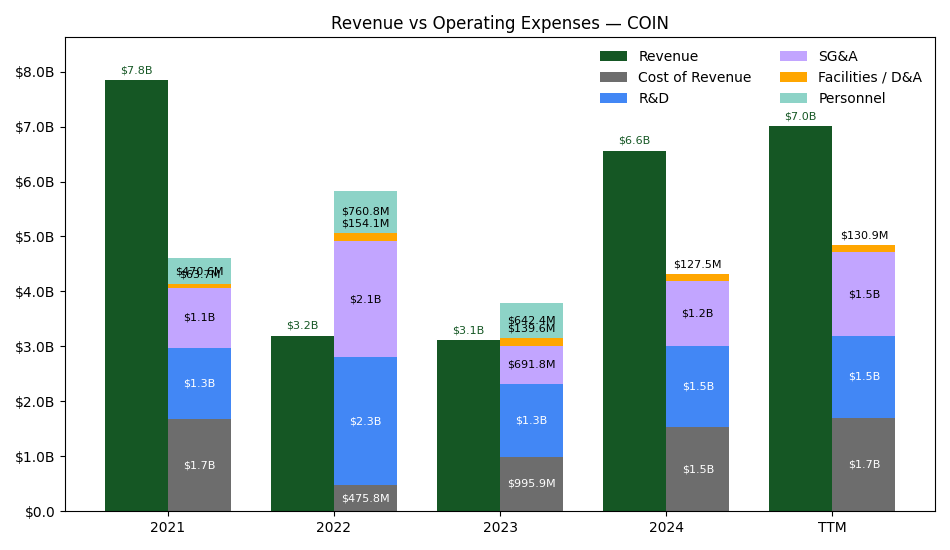 Revenue vs Operating Expenses — COIN
Revenue
Cost of Revenue
R&D
SG&A
Facilities / D&A
Personnel
$8.0B
$7.0B
$6.0B
$5.0B
$4.0B
$3.0B
$2.0B
$1.0B
$0.0
$7.8B
$470.6M
$63.7M
$1.1B
$1.3B
$1.7B
$3.2B
$760.8M
$154.1M
$2.1B
$2.3B
$475.8M
$3.1B
$642.4M
$139.6M
$691.8M
$1.3B
$995.9M
$6.6B
$127.5M
$1.2B
$1.5B
$1.5B
$7.0B
$130.9M
$1.5B
$1.5B
$1.7B
2021
2022
2023
2024
TTM